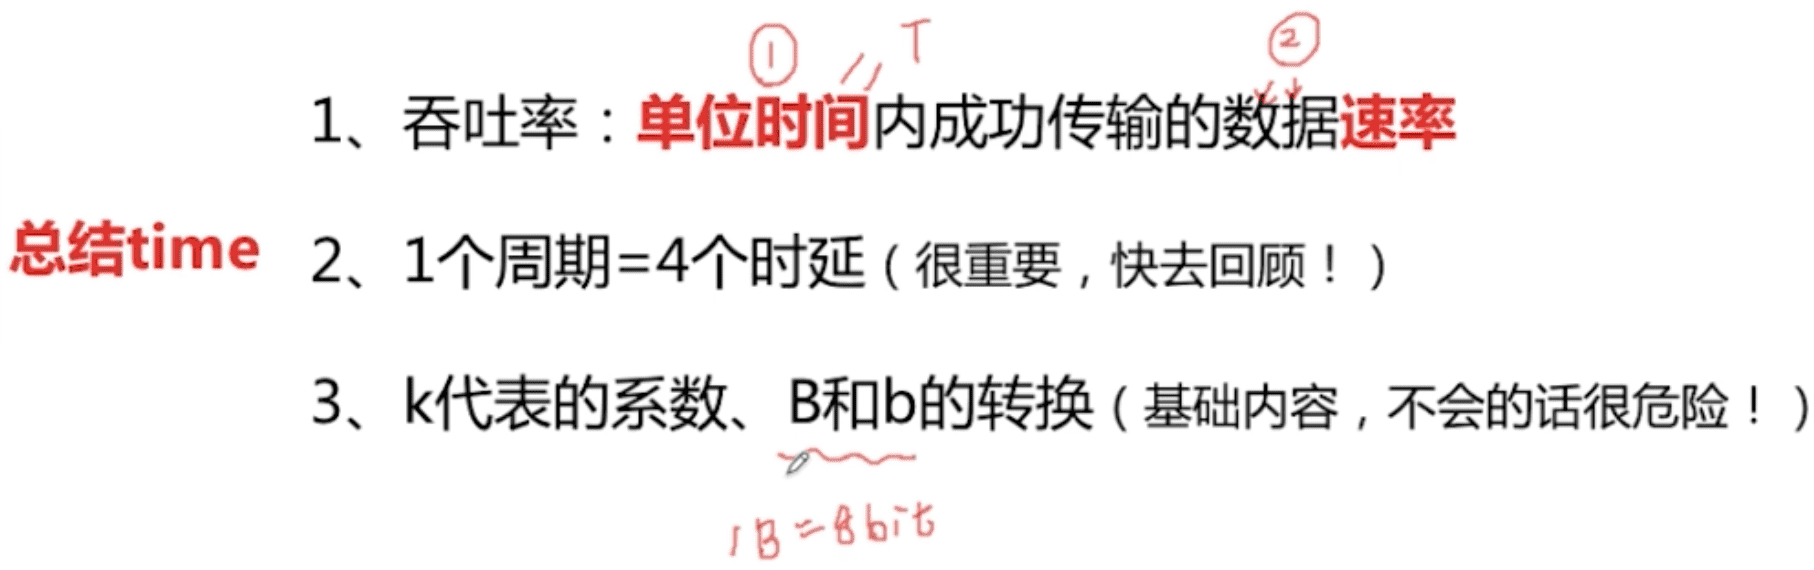 ① T ②
1、吞吐率：单位时间内成功传输的数据速率
总结time
2、1个周期=4个时延（很重要，快去回顾！）
3、k代表的系数、B和b的转换（基础内容，不会的话很危险！）
1B=8bit